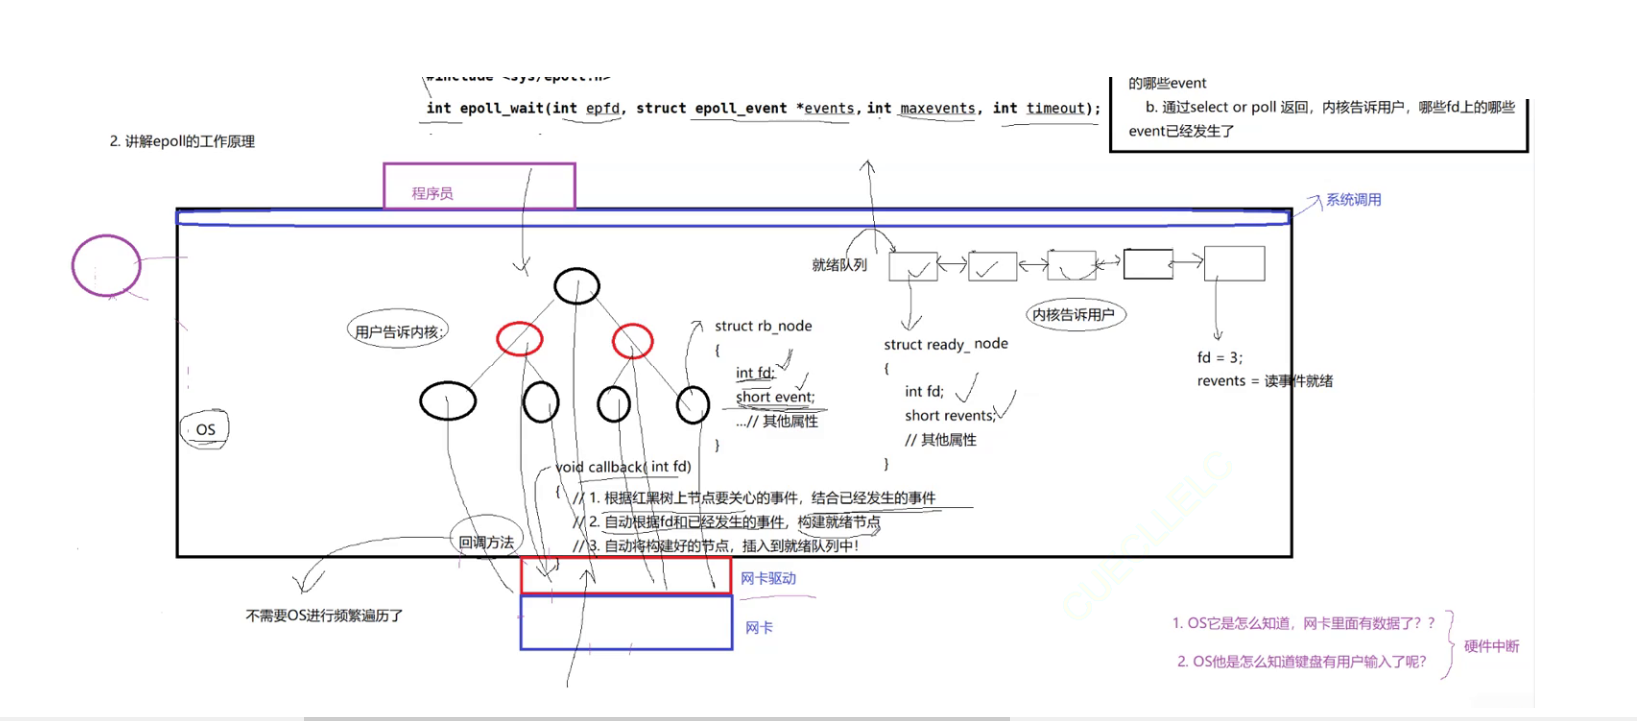 #include <sys/epoll.h>
int epoll_wait(int epfd, struct epoll_event *events, int maxevents, int timeout);
的哪些event
b. 通过select or poll 返回，内核告诉用户，哪些fd上的哪些
event已经发生了
2. 讲解epoll的工作原理
程序员
系统调用
就绪队列
内核告诉用户
用户告诉内核:
struct rb_node
{
int fd;
short event;
...// 其他属性
}
struct ready_node
{
int fd;
short revents;
// 其他属性
}
fd = 3;
revents = 读事件就绪
OS
void callback( int fd)
{
// 1. 根据红黑树上节点要关心的事件，结合已经发生的事件
// 2. 自动根据fd和已经发生的事件，构建就绪节点
// 3. 自动将构建好的节点，插入到就绪队列中!
}
回调方法
网卡驱动
不需要OS进行频繁遍历了
网卡
1. OS它是怎么知道，网卡里面有数据了？?
2. OS他是怎么知道键盘有用户输入了呢?
硬件中断
CUECLLELC